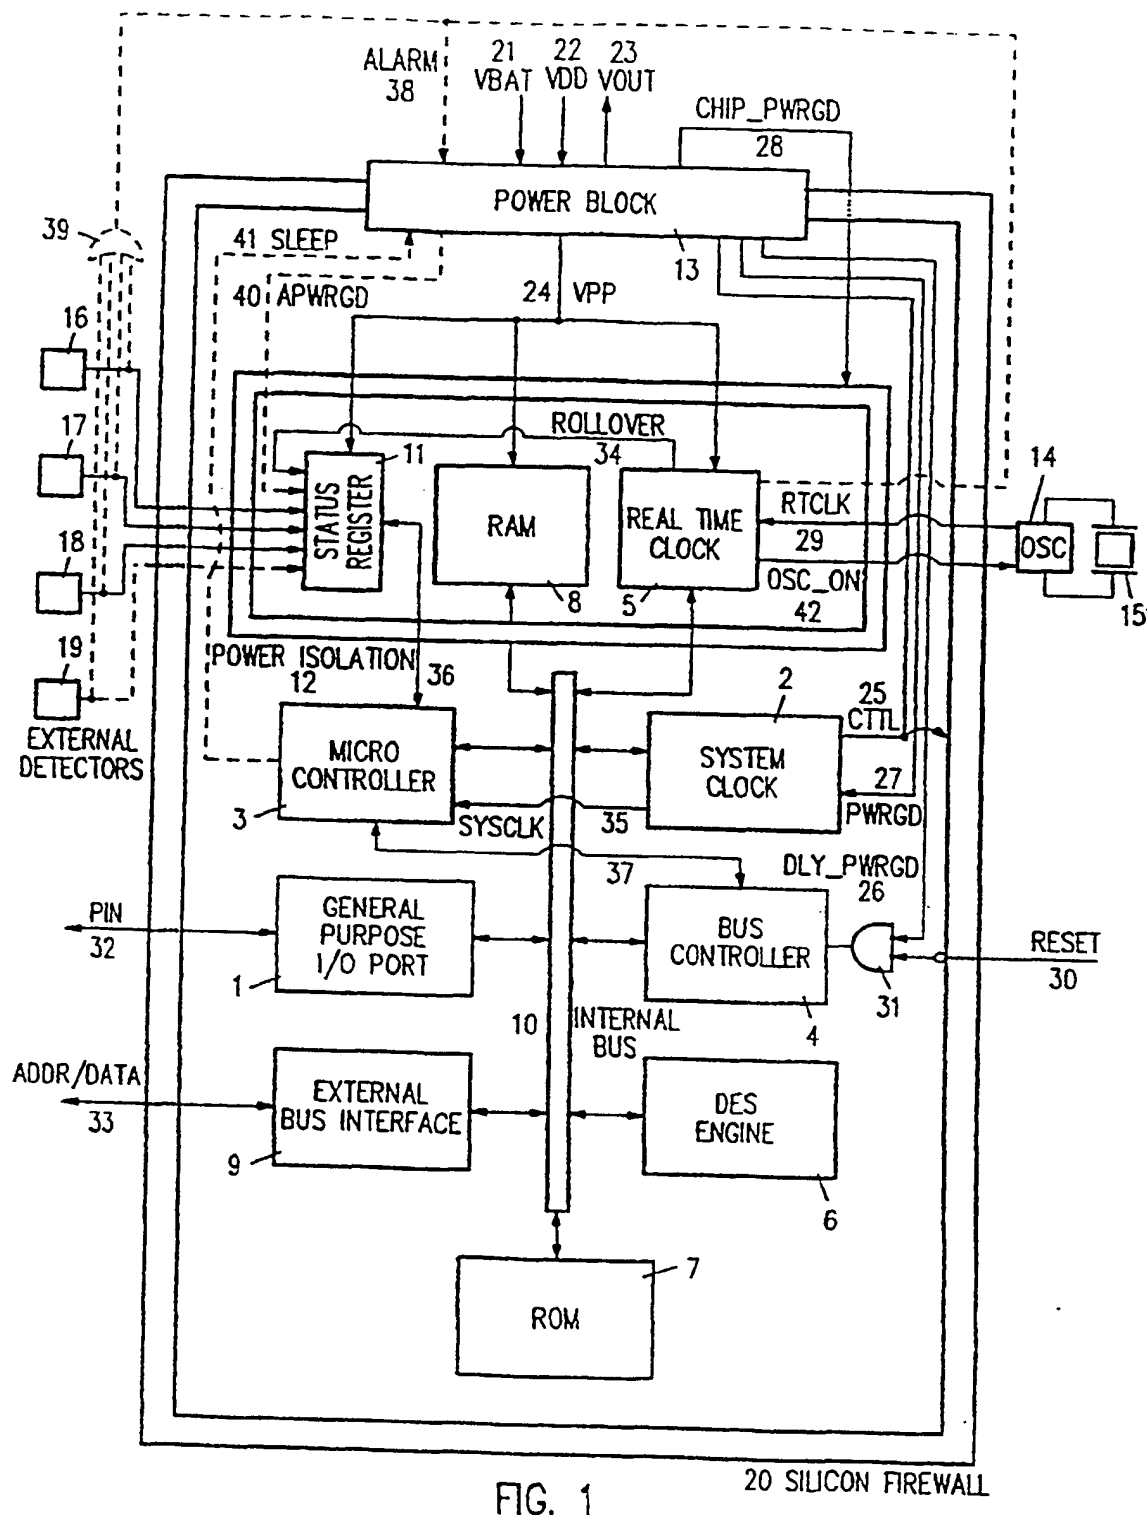 ALARM
38
21
VBAT
22
VDD
23
VOUT
CHIP_PWRGD
28
POWER BLOCK
13
39
41 SLEEP
40 APWRGD
24 VPP
16
17
18
19
EXTERNAL
DETECTORS
ROLLOVER
34
11
STATUS
REGISTER
RAM
8
REAL TIME
CLOCK
5
RTCLK
29
OSC_ON
42
14
OSC
15
POWER ISOLATION
12
36
MICRO
CONTROLLER
3
SYSCLK
35
2
SYSTEM
CLOCK
25
CTTL
27
PWRGD
37
DLY_PWRGD
26
PIN
32
GENERAL
PURPOSE
I/O PORT
1
BUS
CONTROLLER
4
31
RESET
30
10
INTERNAL
BUS
ADDR/DATA
33
EXTERNAL
BUS INTERFACE
9
DES
ENGINE
6
ROM
7
20 SILICON FIREWALL
FIG. 1